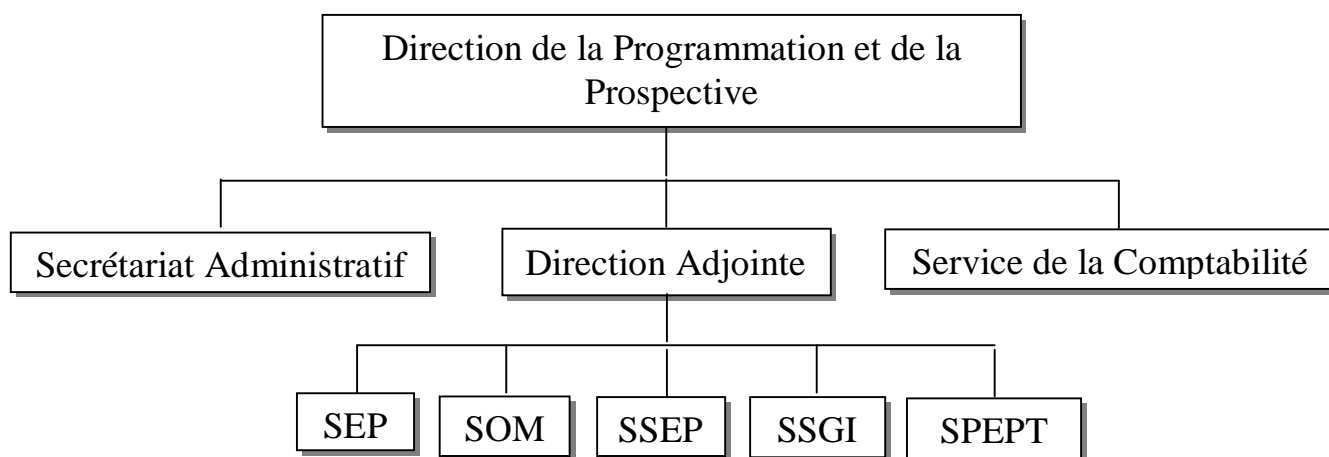 Direction de la Programmation et de la
Prospective
Secrétariat Administratif
Direction Adjointe
Service de la Comptabilité
SEP
SOM
SSEP
SSGI
SPEPT